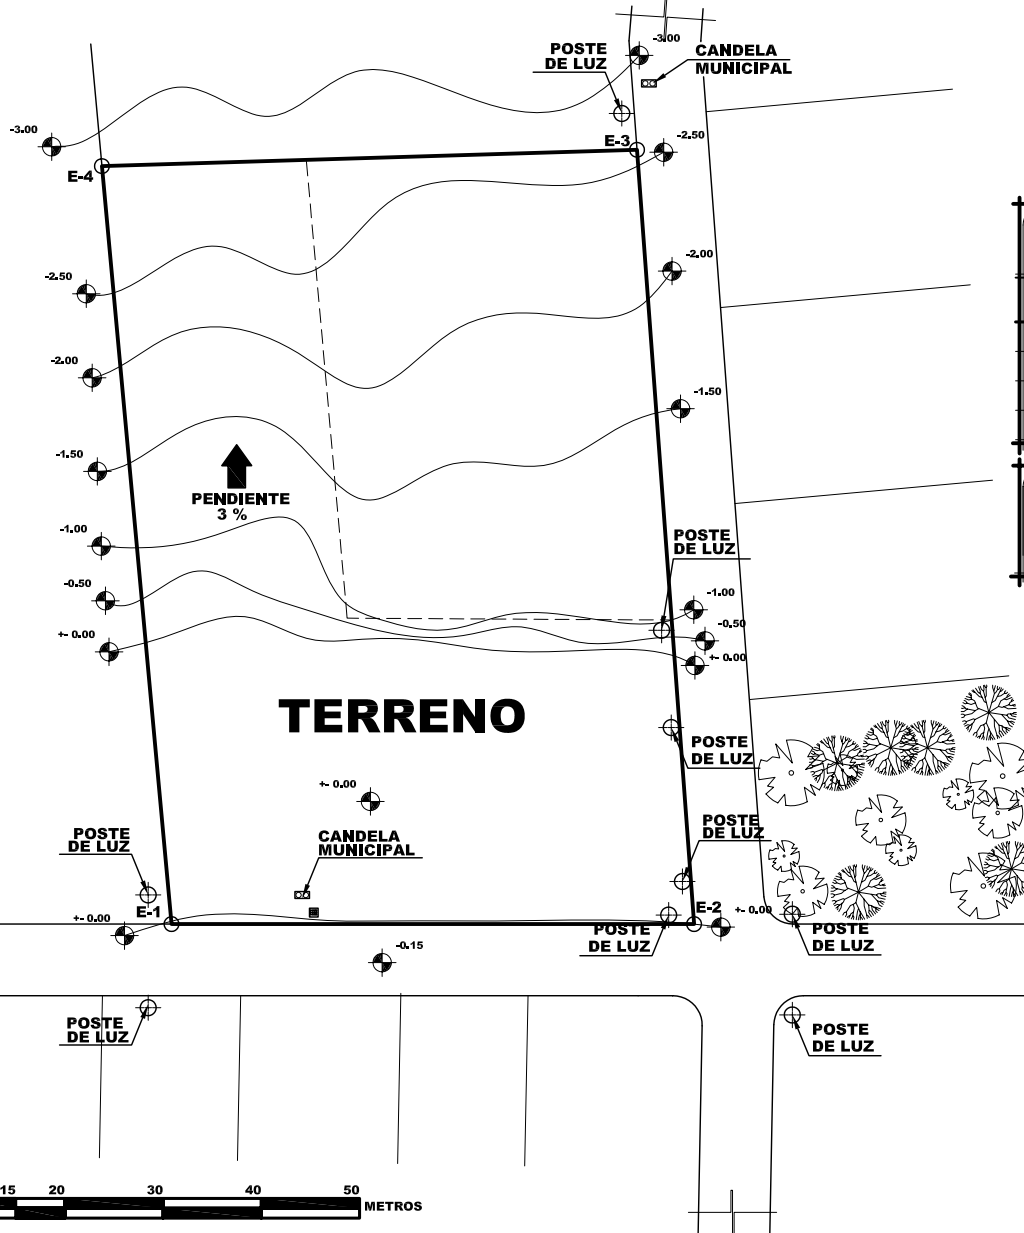 -3.00
POSTE
DE LUZ
CANDELA
MUNICIPAL
-3.00
E-3
-2.50
E-4
-2.00
-2.50
-2.00
-1.50
-1.50
PENDIENTE
3 %
-1.00
POSTE
DE LUZ
-0.50
-1.00
-0.50
+- 0.00
+- 0.00
TERRENO
POSTE
DE LUZ
+- 0.00
POSTE
DE LUZ
CANDELA
MUNICIPAL
POSTE
DE LUZ
E-1
E-2
+- 0.00
+- 0.00
POSTE
DE LUZ
POSTE
DE LUZ
-0.15
POSTE
DE LUZ
POSTE
DE LUZ
15 20 30 40 50
METROS